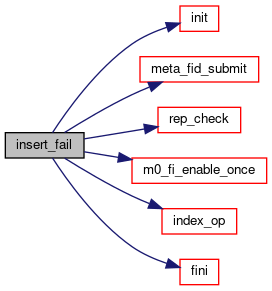 init
meta_fid_submit
rep_check
insert_fail
m0_fi_enable_once
index_op
fini